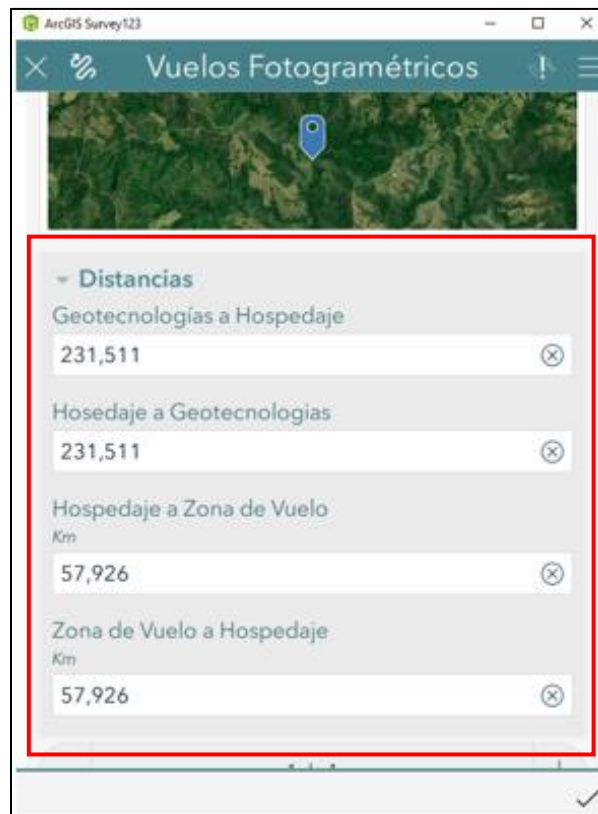 ArcGIS Survey123
Vuelos Fotogramétricos
Distancias
Geotecnologías a Hospedaje
231,511
Hosedaje a Geotecnologias
231,511
Hospedaje a Zona de Vuelo
Km
57,926
Zona de Vuelo a Hospedaje
Km
57,926